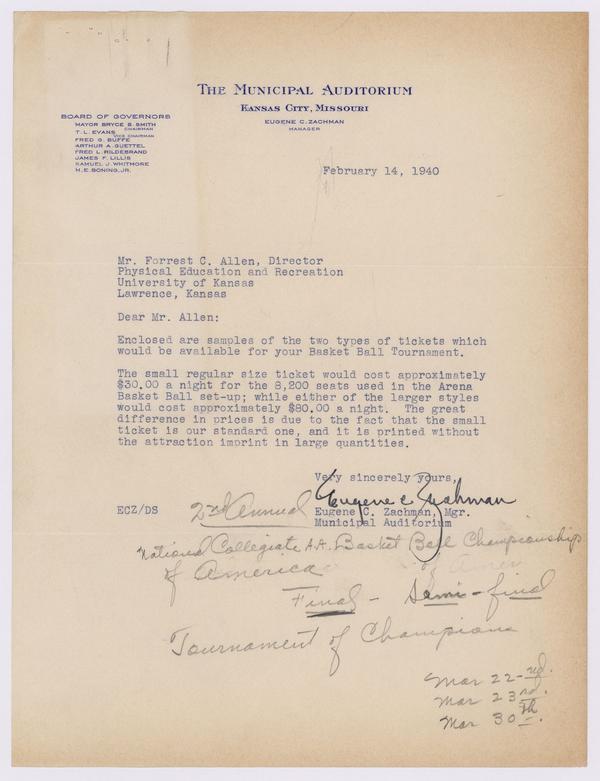 THE MUNICIPAL AUDITORIUM
KANSAS CITY, MISSOURI
EUGENE C. ZACHMAN
MANAGER
BOARD OF GOVERNORS
MAYOR BRYCE B. SMITH
CHAIRMAN
T. L. EVANS
VICE CHAIRMAN
FRED G. BUFFE
ARTHUR A. GUETTEL
FRED L. HILDEBRAND
JAMES F. LILLIS
SAMUEL J. WHITMORE
H. E. BONING, JR.
February 14, 1940
Mr. Forrest C. Allen, Director
Physical Education and Recreation
University of Kansas
Lawrence, Kansas
Dear Mr. Allen:
Enclosed are samples of the two types of tickets which
would be available for your Basket Ball Tournament.
The small regular size ticket would cost approximately
$30.00 a night for the 8,200 seats used in the Arena
Basket Ball set-up; while either of the larger styles
would cost approximately $80.00 a night. The great
difference in prices is due to the fact that the small
ticket is our standard one, and it is printed without
the attraction imprint in large quantities.
Very sincerely yours,
Eugene C. Zachman
ECZ/DS
2nd Annual
Eugene C. Zachman, Mgr.
Municipal Auditorium
National Collegiate A.A. Basket Ball Championship
of America
Final - Semi-final
Tournament of Champions
Mar 22-nd.
Mar 23rd.
Mar 30th.